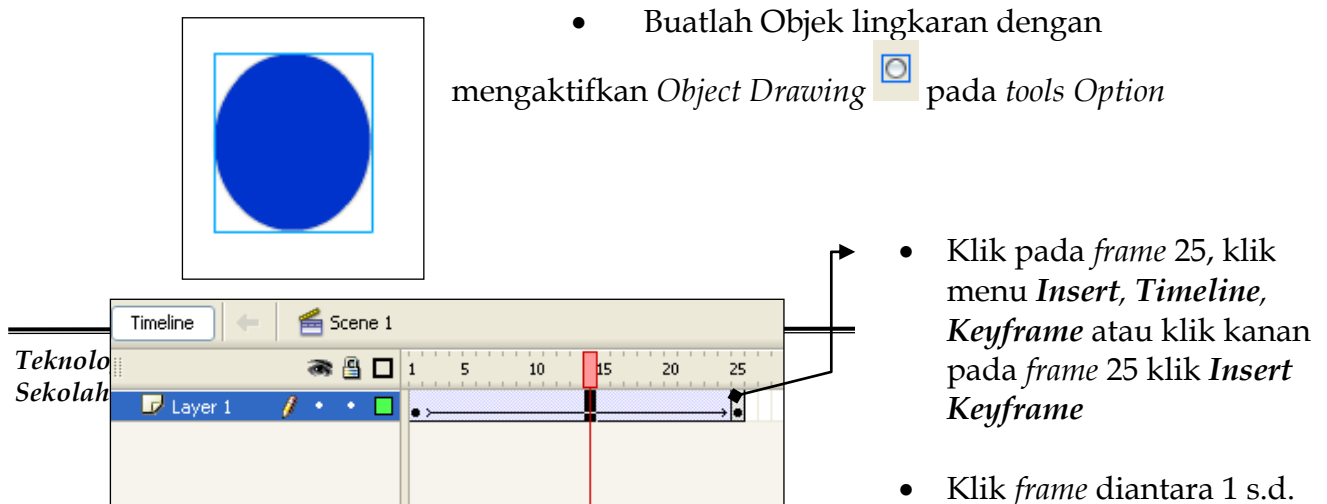 • Buatlah Objek lingkaran dengan
mengaktifkan Object Drawing pada tools Option
• Klik pada frame 25, klik
menu Insert, Timeline,
Keyframe atau klik kanan
pada frame 25 klik Insert
Keyframe
• Klik frame diantara 1 s.d.
Timeline Scene 1
Teknolo
Sekolah
1 5 10 15 20 25
Layer 1